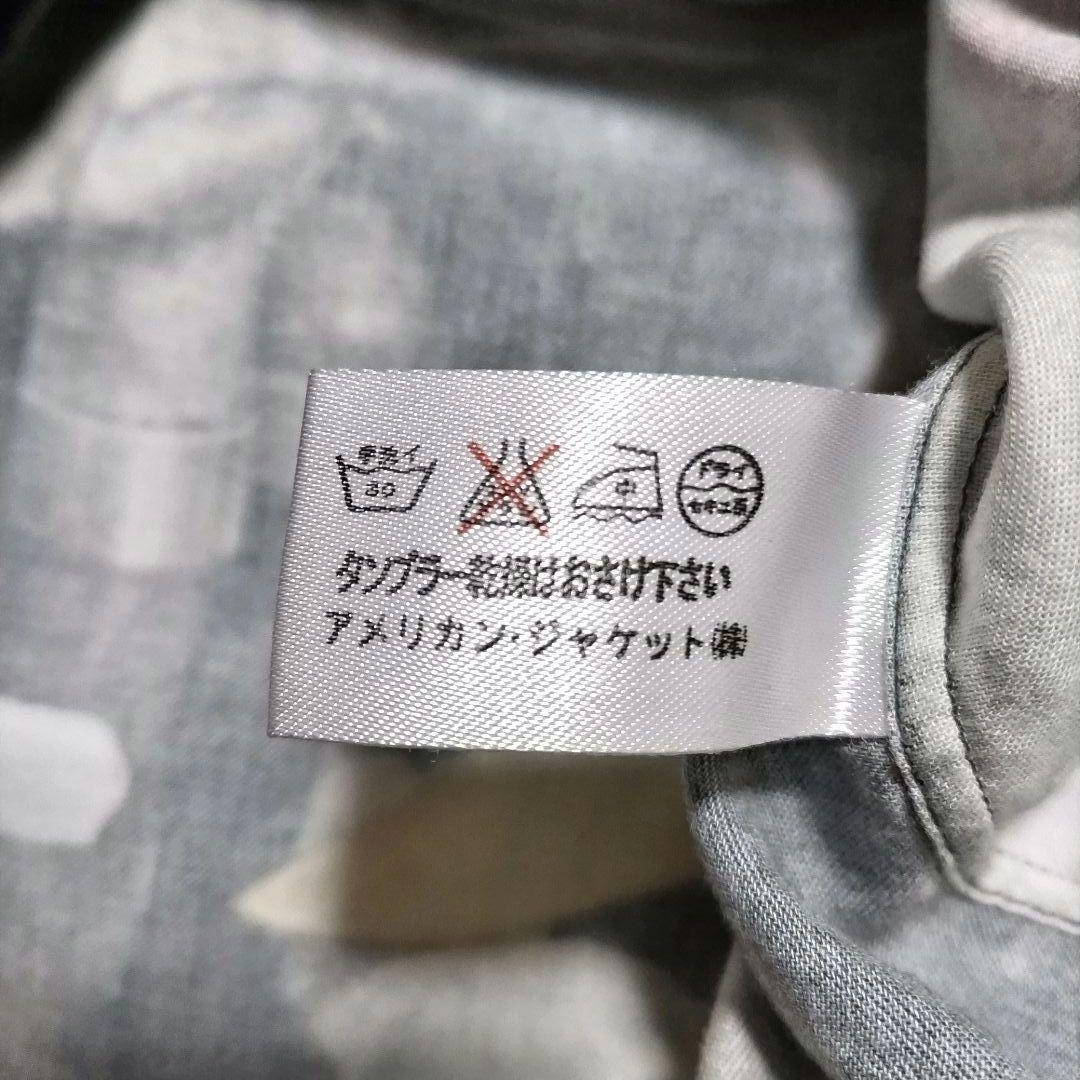 手洗イ
30
中
ドライ
セキユ系
タンブラー乾燥はおさけ下さい
アメリカン・ジャケット㈱